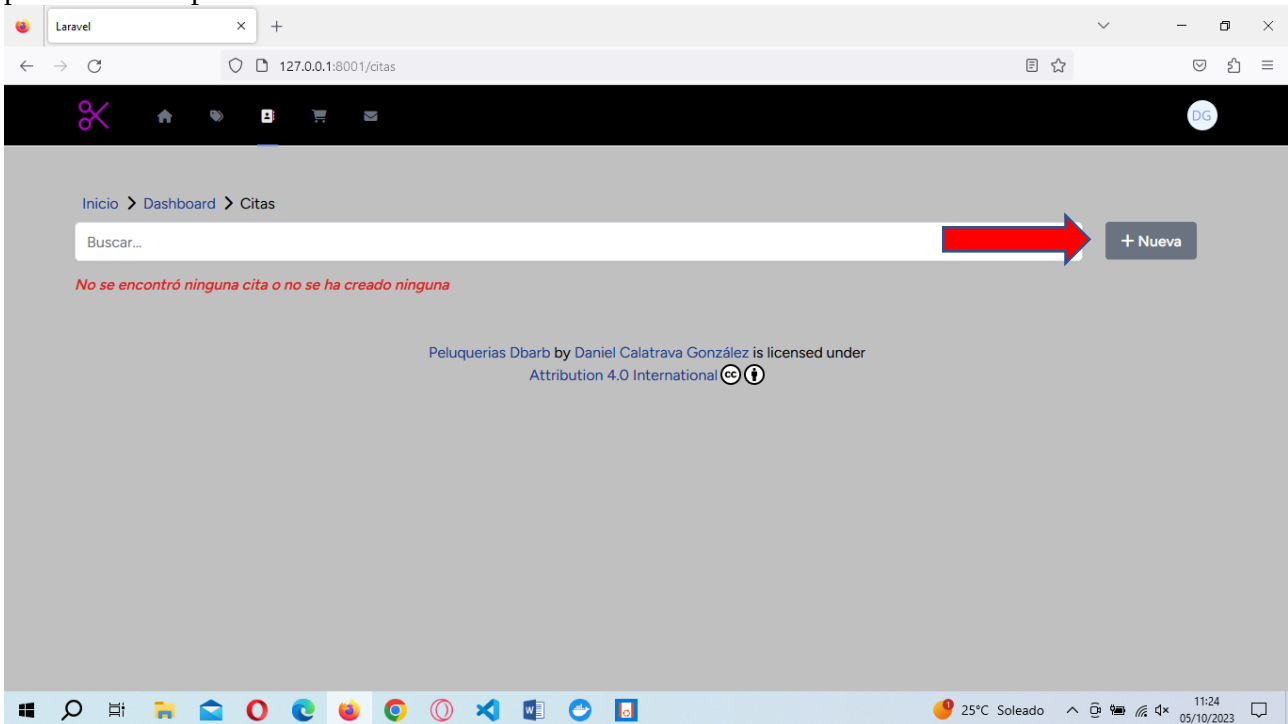 Laravel
127.0.0.1:8001/citas
DG
Inicio Dashboard Citas
Buscar...
+ Nueva
No se encontró ninguna cita o no se ha creado ninguna
Peluquerias Dbarb by Daniel Calatrava González is licensed under
Attribution 4.0 International
25°C Soleado
11:24
05/10/2023